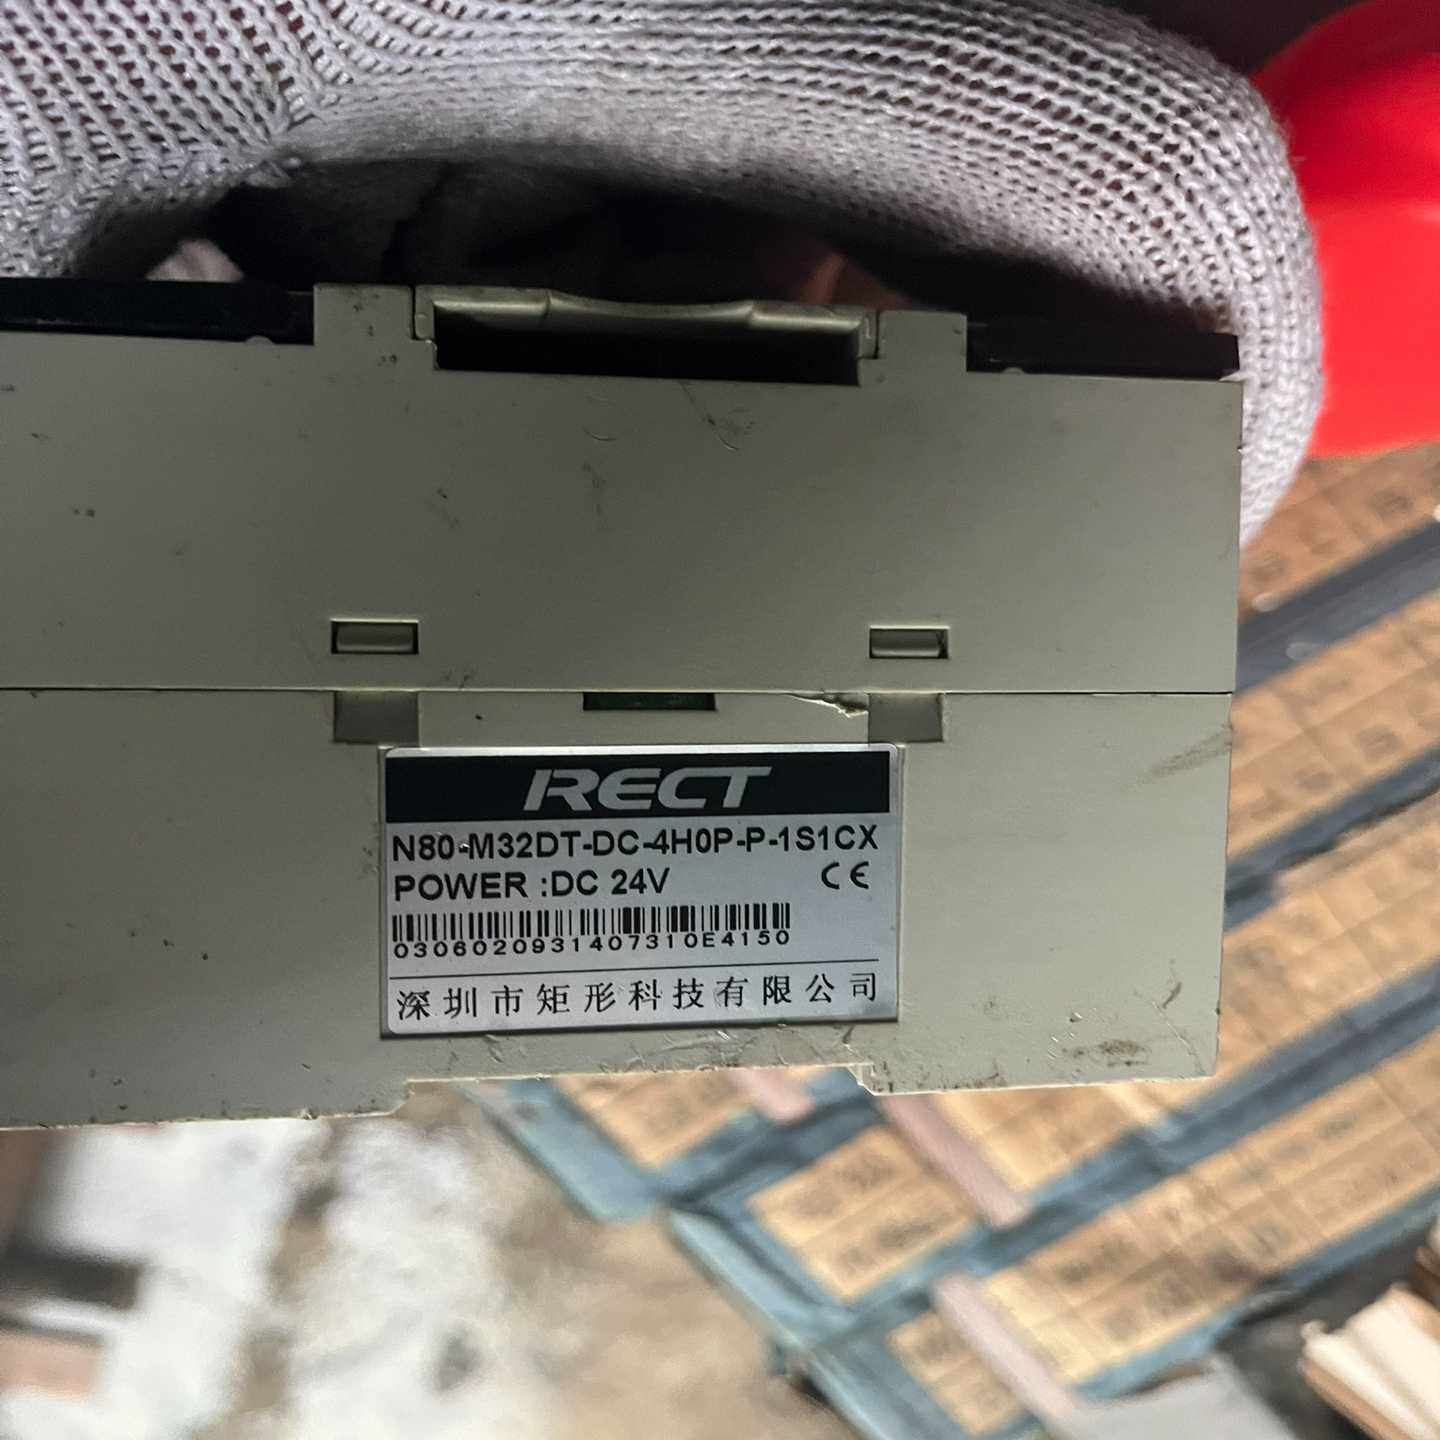 RECT
N80-M32DT-DC-4H0P-P-1S1CX
POWER :DC 24V CE
0306020931407310E4150
深圳市矩形科技有限公司